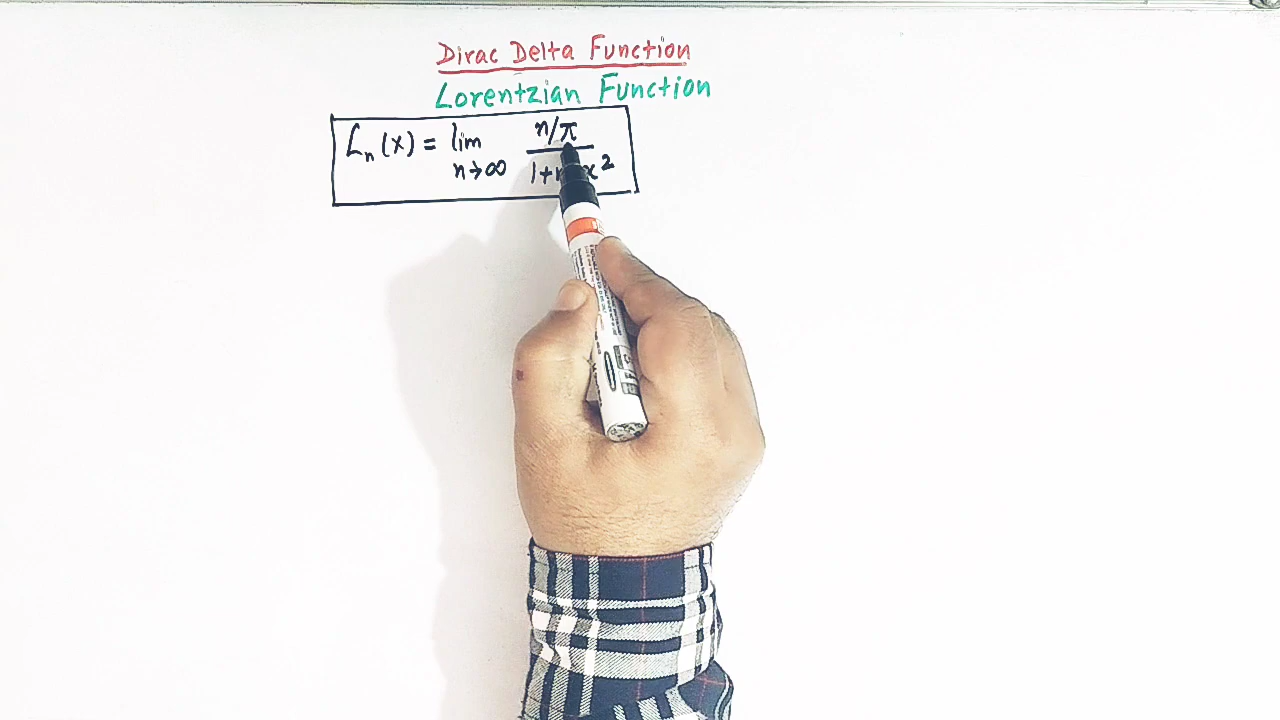 Dirac Delta Function
Lorentzian Function
Lₙ(x) = lim n→∞ n/π
1+ x²